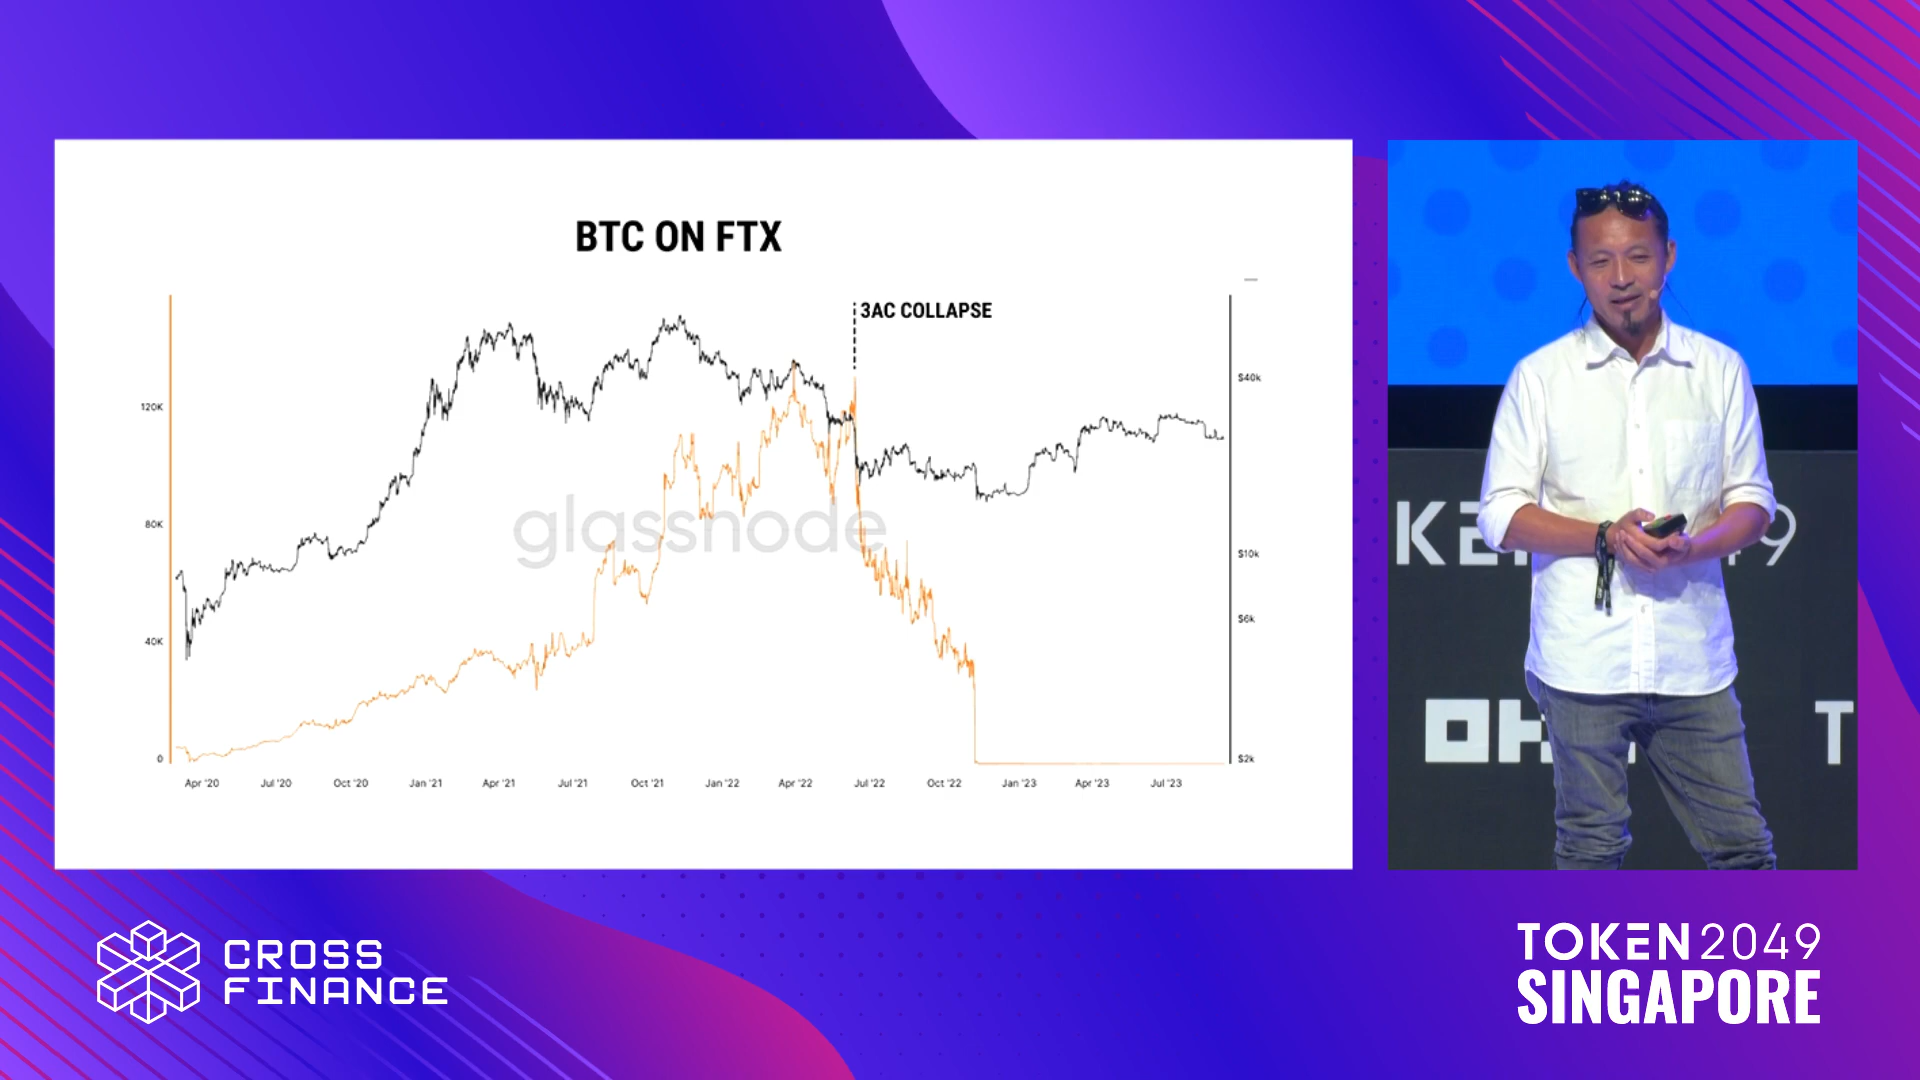 BTC ON FTX
3AC COLLAPSE
120K
80K
40K
0
$40k
$10k
$6k
$2k
glassnode
Apr '20
Jul '20
Oct '20
Jan '21
Apr '21
Jul '21
Oct '21
Jan '22
Apr '22
Jul '22
Oct '22
Jan '23
Apr '23
Jul '23
KE 9
T
CROSS
FINANCE
TOKEN2049
SINGAPORE